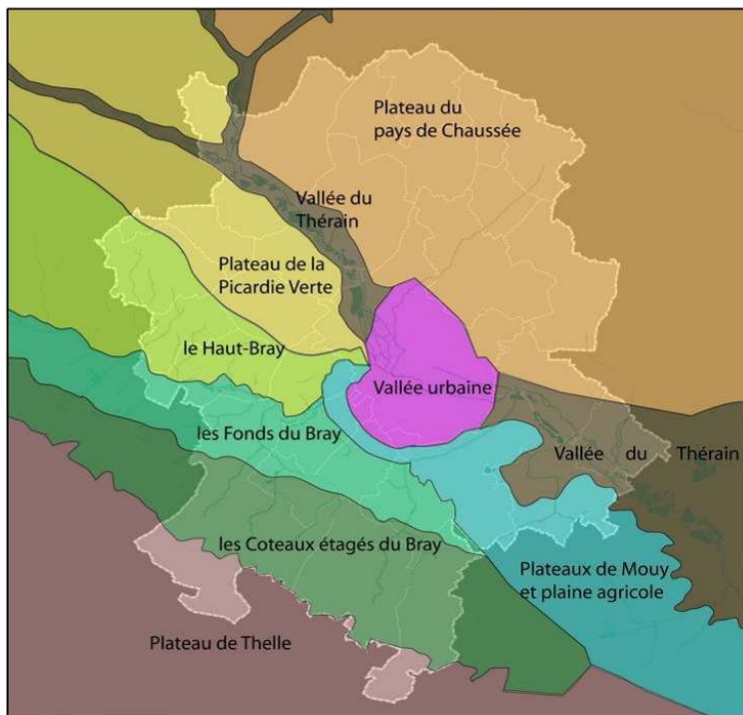 Plateau du
pays de Chaussée
Vallée du
Thérain
Plateau de la
Picardie Verte
le Haut-Bray
Vallée urbaine
les Fonds du Bray
Vallée du Thérain
les Coteaux étagés du Bray
Plateaux de Mouy
et plaine agricole
Plateau de Thelle